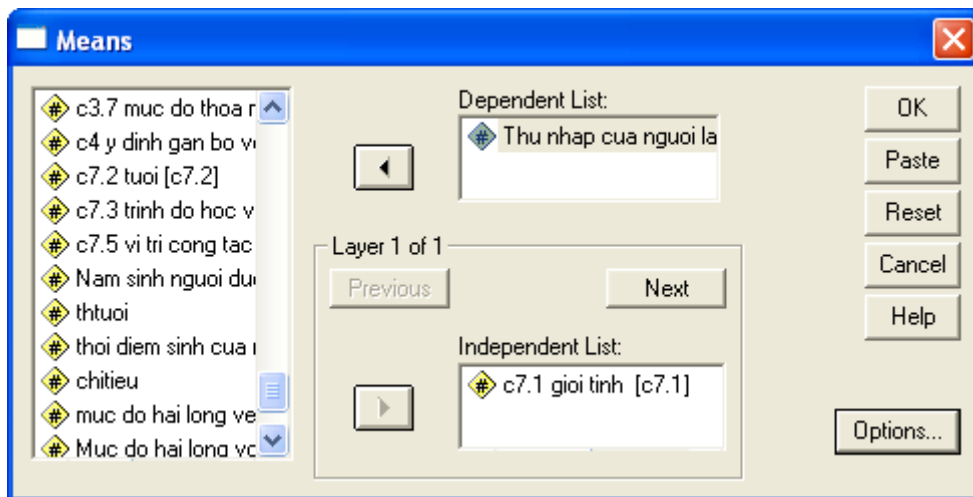 Means
c3.7 muc do thoa r
c4 y dinh gan bo v
c7.2 tuoi [c7.2]
c7.3 trinh do hoc v
c7.5 vi tri cong tac
Nam sinh nguoi du
thtuoi
thoi diem sinh cua
chitieu
muc do hai long ve
Muc do hai long vc
Dependent List:
Thu nhap cua nguoi la
Layer 1 of 1
Previous
Next
Independent List:
c7.1 gioi tinh [c7.1]
OK
Paste
Reset
Cancel
Help
Options...